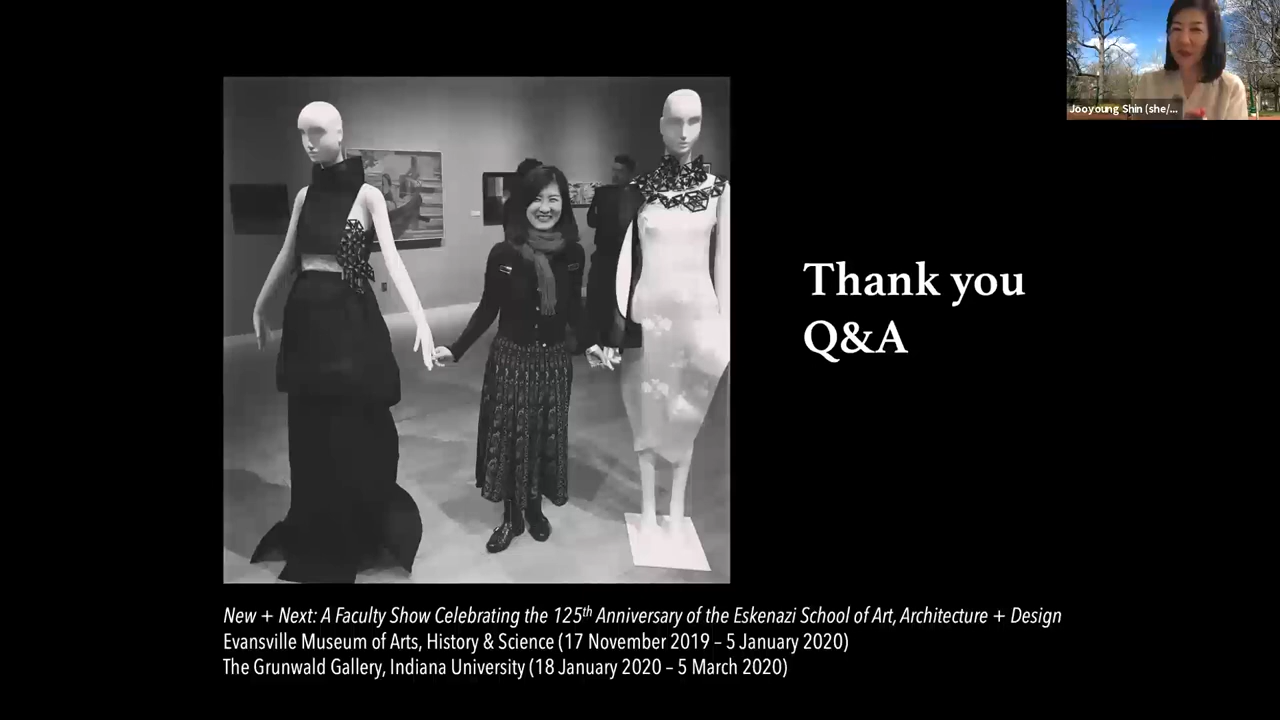 Jooyoung Shin (she/...
Thank you
Q&A
New + Next: A Faculty Show Celebrating the 125th Anniversary of the Eskenazi School of Art, Architecture + Design
Evansville Museum of Arts, History & Science (17 November 2019 – 5 January 2020)
The Grunwald Gallery, Indiana University (18 January 2020 – 5 March 2020)